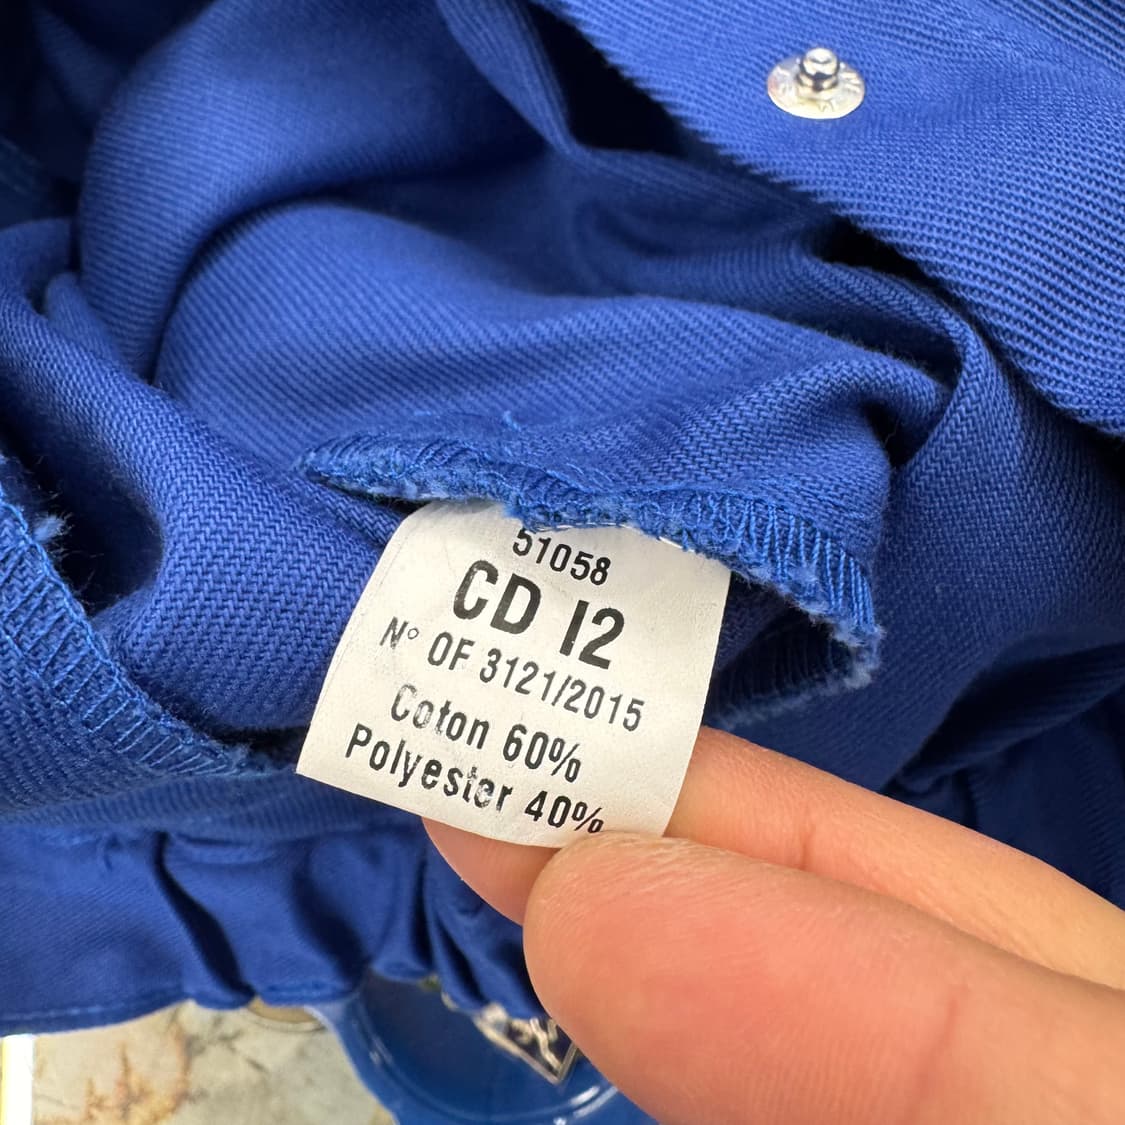 51058
CD I2
N° OF 3121/2015
Coton 60%
Polyester 40%